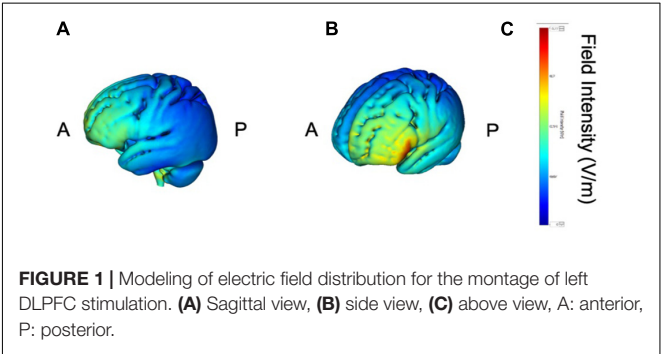 A B C
A P A P
Field Intensity (V/m)
FIGURE 1 | Modeling of electric field distribution for the montage of left
DLPFC stimulation. (A) Sagittal view, (B) side view, (C) above view, A: anterior,
P: posterior.